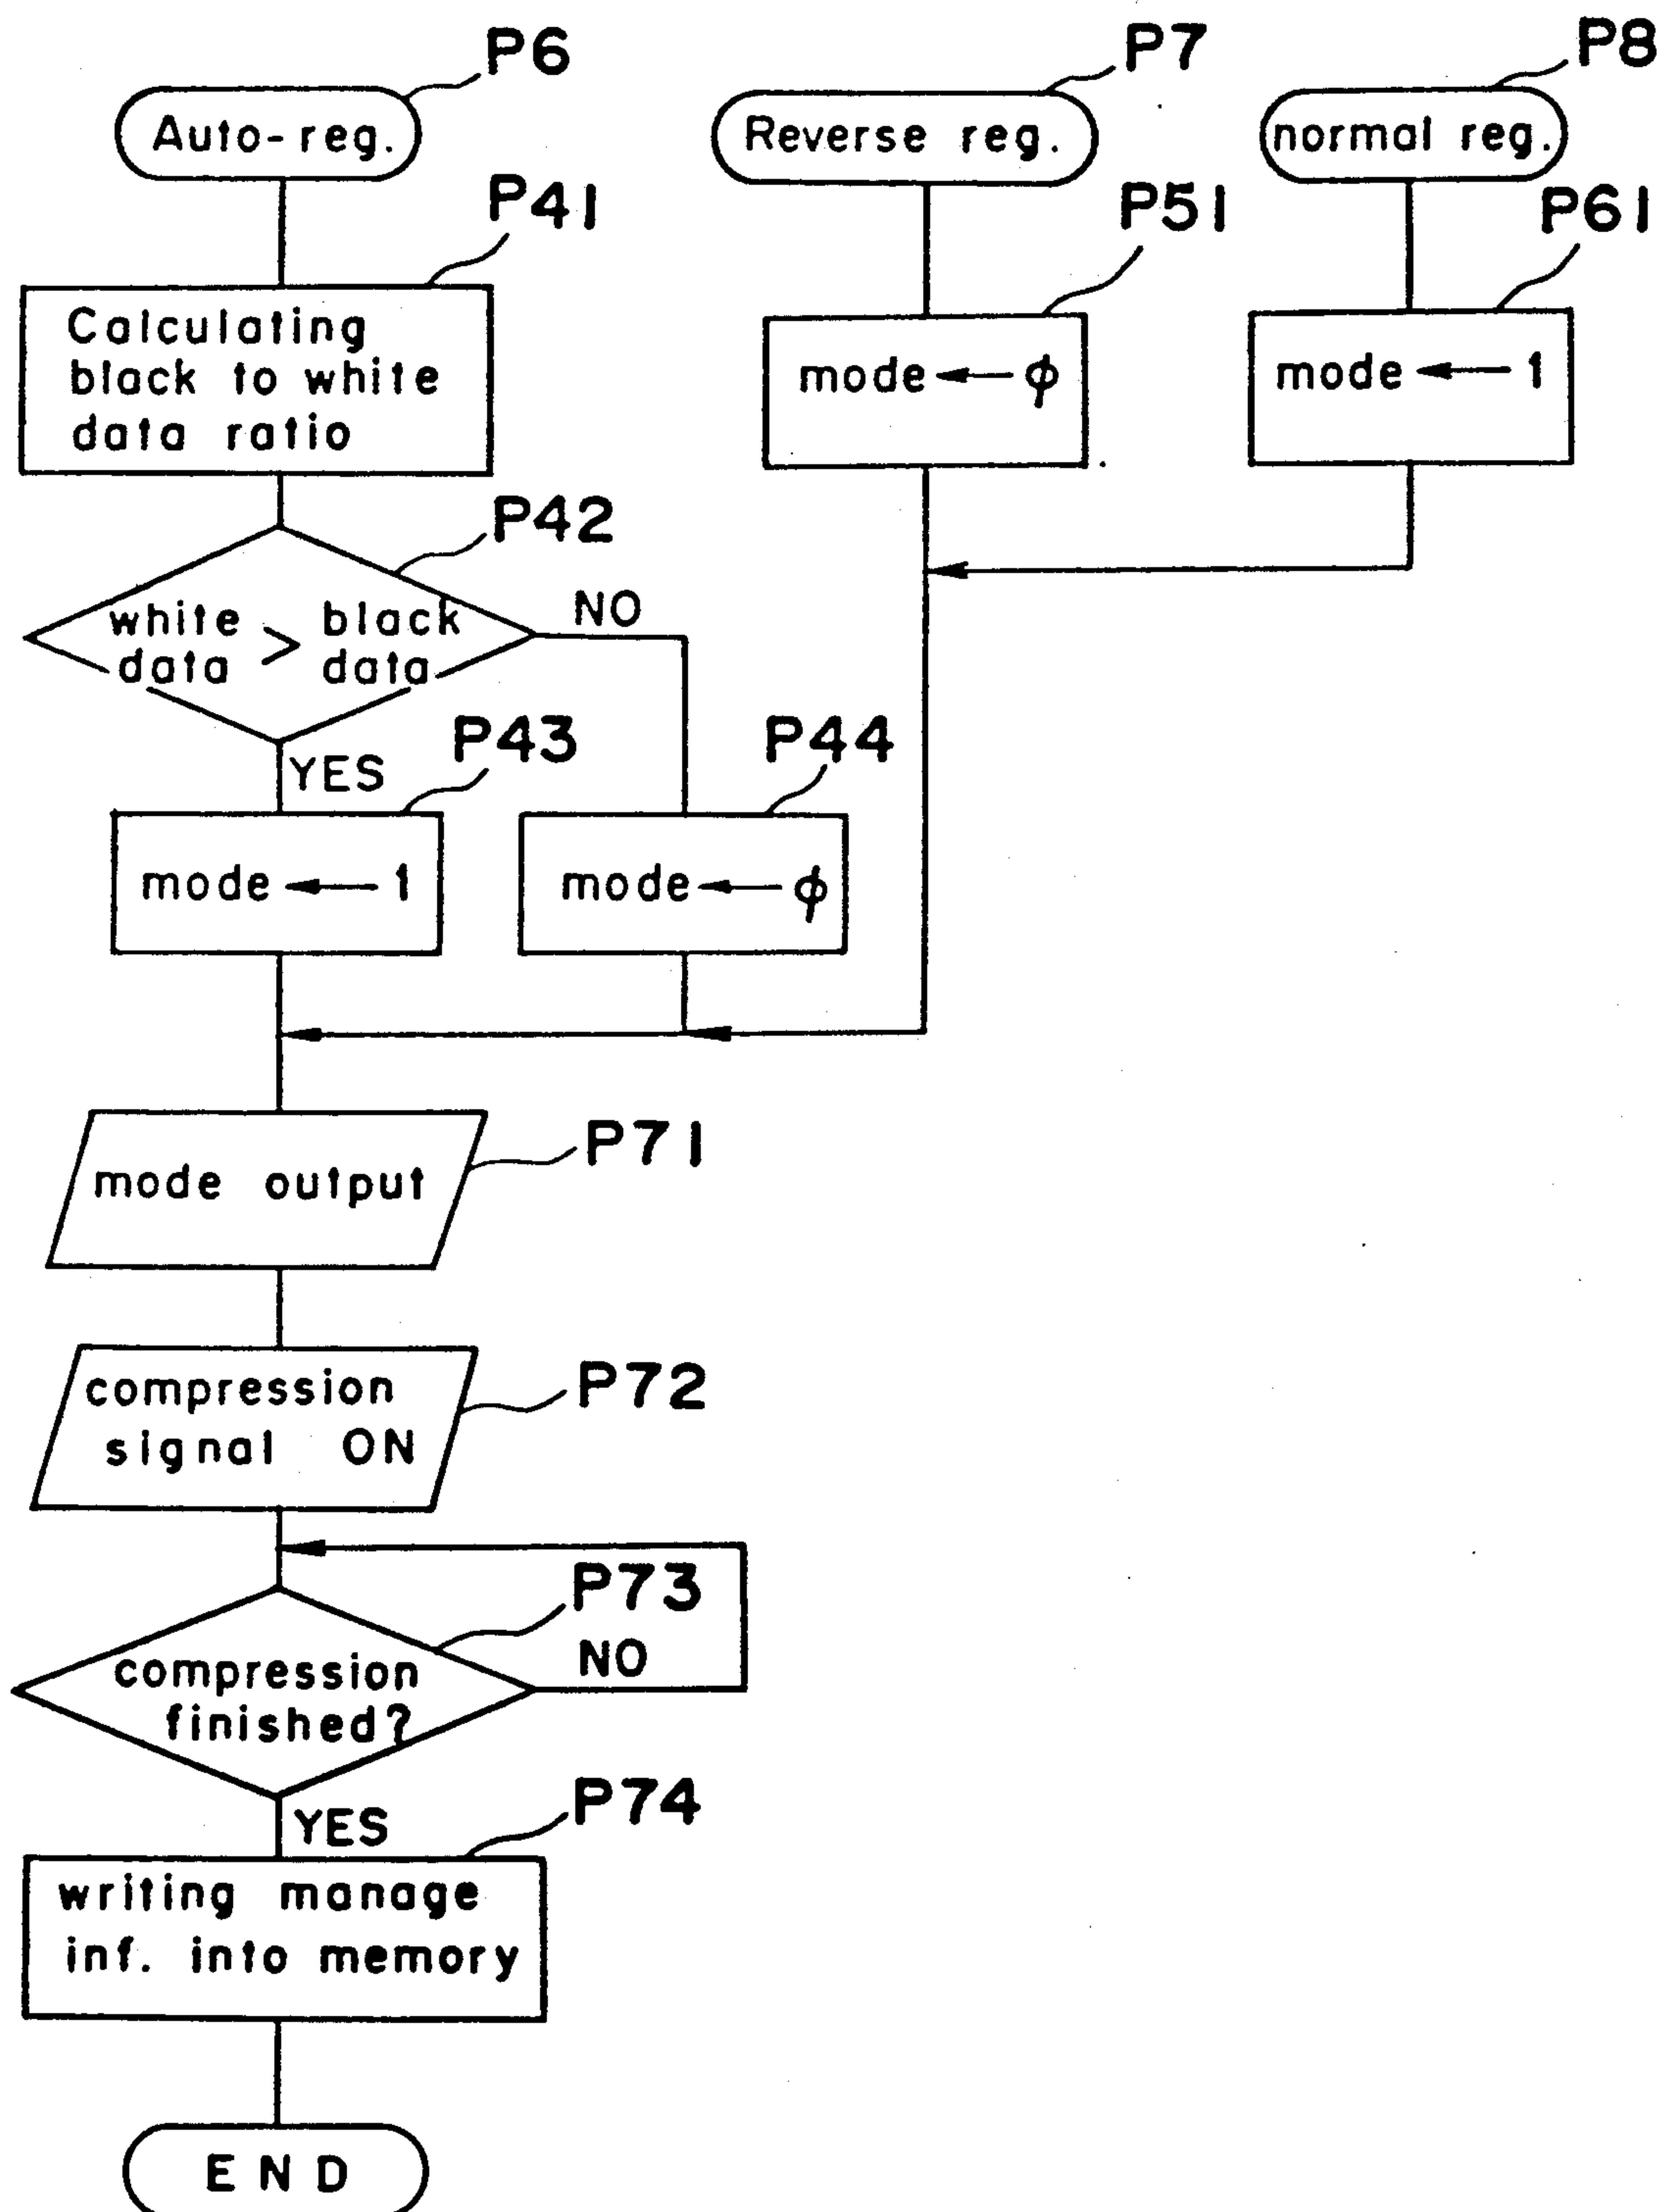 P6
Auto-reg.
P7
Reverse reg.
P8
normal reg.
P41
Calculating
black to white
data ratio
P51
mode ← φ
P61
mode ← 1
P42
white > black
data data
NO
YES
P43
mode ← 1
P44
mode ← φ
P71
mode output
P72
compression
signal ON
P73
compression
finished?
NO
YES
P74
writing manage
inf. into memory
END